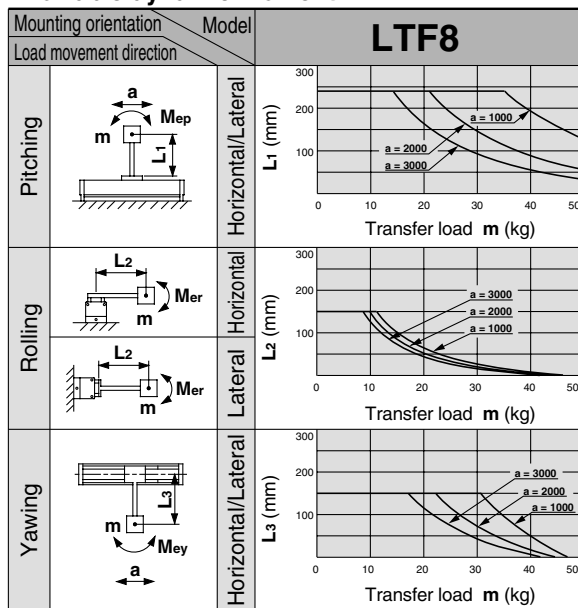 Mounting orientation
Model
Load movement direction
LTF8
Pitching
a
Mep
m
L1
Horizontal/Lateral
L1 (mm)
300
200
100
a = 1000
a = 2000
a = 3000
0 10 20 30 40 50
Transfer load m (kg)
Rolling
L2
Mer
m
Horizontal
L2
Mer
m
Lateral
L2 (mm)
300
200
100
a = 3000
a = 2000
a = 1000
0 10 20 30 40 50
Transfer load m (kg)
Yawing
L3
m
Mey
a
Horizontal/Lateral
L3 (mm)
300
200
100
a = 3000
a = 2000
a = 1000
0 10 20 30 40 50
Transfer load m (kg)